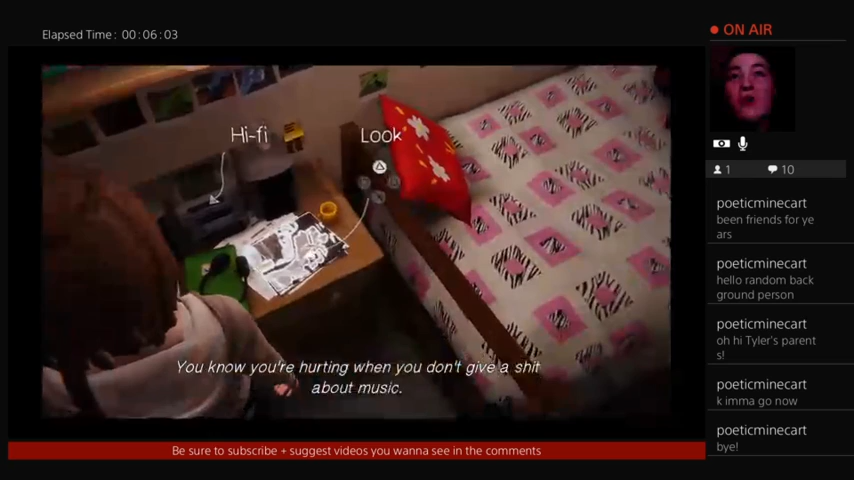 Elapsed Time: 00:06:03
ON AIR
Hi-fi
Look
1
10
poeticminecart
been friends for ye
ars
poeticminecart
hello random back
ground person
poeticminecart
oh hi Tyler's parent
s!
poeticminecart
k imma go now
poeticminecart
bye!
You know you're hurting when you don't give a shit
about music.
Be sure to subscribe + suggest videos you wanna see in the comments